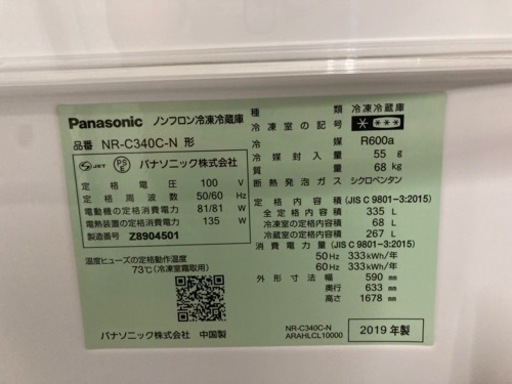 Panasonic ノンフロン冷凍冷蔵庫
品番 NR-C340C-N 形
JET PSE パナソニック株式会社
定格電圧 100 V
定格周波数 50/60 Hz
電動機の定格消費電力 81/81 W
電熱装置の定格消費電力 135 W
製造番号 Z8904501
温度ヒューズの定格動作温度
73℃(冷凍室霜取用)
パナソニック株式会社 中国製
種類 冷凍冷蔵庫
冷凍室の記号
冷媒 R600a
冷媒封入量 55 g
質量 68 kg
断熱発泡ガス シクロペンタン
定格内容積 (JIS C 9801-3:2015)
全定格内容積 335 L
冷凍室の定格内容積 68 L
冷蔵室の定格内容積 267 L
消費電力量 (JIS C 9801-3:2015)
50Hz 333kWh/年
60Hz 333kWh/年
外形寸法 幅 590 mm
奥行 633 mm
高さ 1678 mm
NR-C340C-N
ARAHLCL10000
2019年製